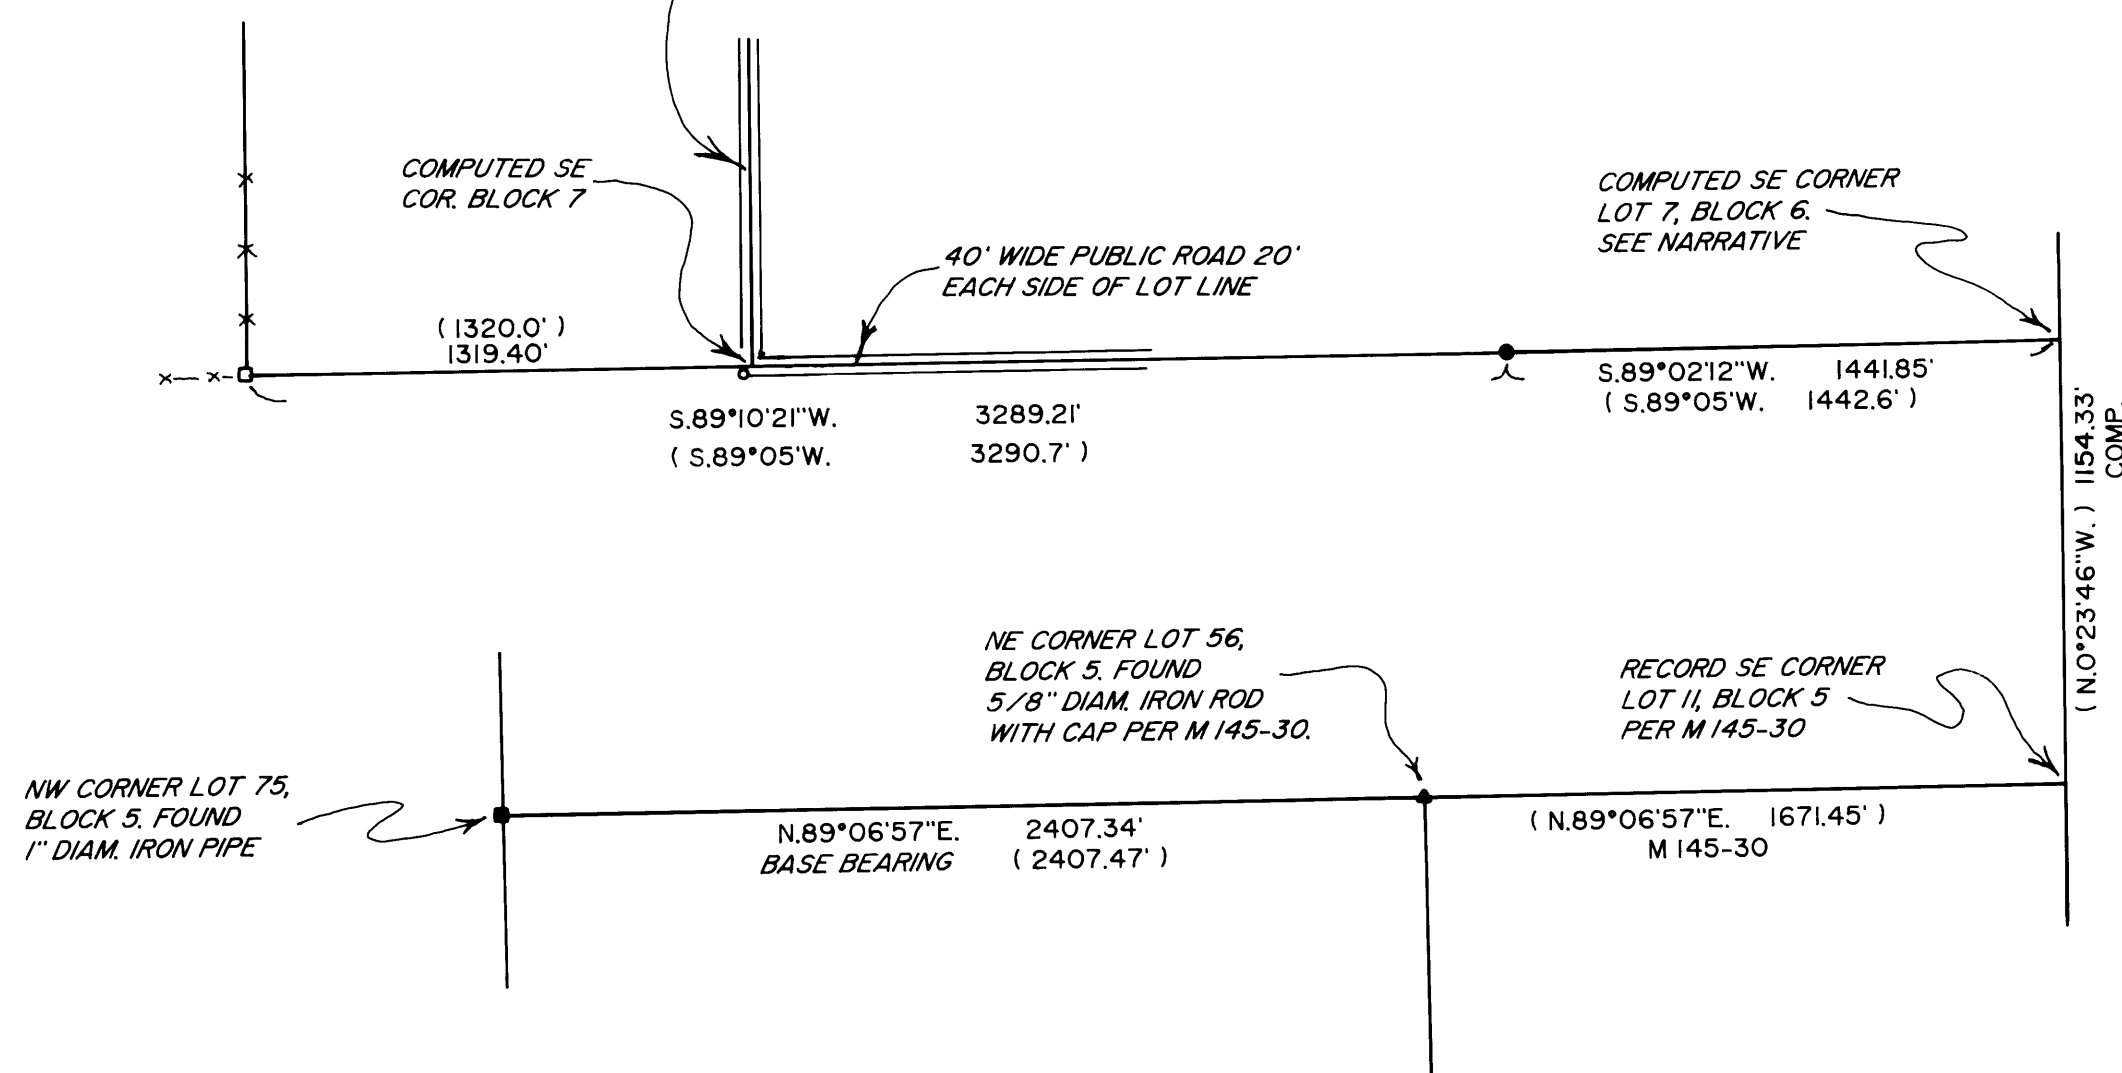 COMPUTED SE
COR. BLOCK 7
COMPUTED SE CORNER
LOT 7, BLOCK 6.
SEE NARRATIVE
40' WIDE PUBLIC ROAD 20'
EACH SIDE OF LOT LINE
( 1320.0' )
1319.40'
x— x-
S.89°02'12"W. 1441.85'
( S.89°05'W. 1442.6' )
S.89°10'21"W. 3289.21'
( S.89°05'W. 3290.7' )
( N.0°23'46"W. ) 1154.33'
COMP.
NE CORNER LOT 56,
BLOCK 5. FOUND
5/8" DIAM. IRON ROD
WITH CAP PER M 145-30.
RECORD SE CORNER
LOT 11, BLOCK 5
PER M 145-30
NW CORNER LOT 75,
BLOCK 5. FOUND
1" DIAM. IRON PIPE
N.89°06'57"E. 2407.34'
BASE BEARING ( 2407.47' )
( N.89°06'57"E. 1671.45' )
M 145-30